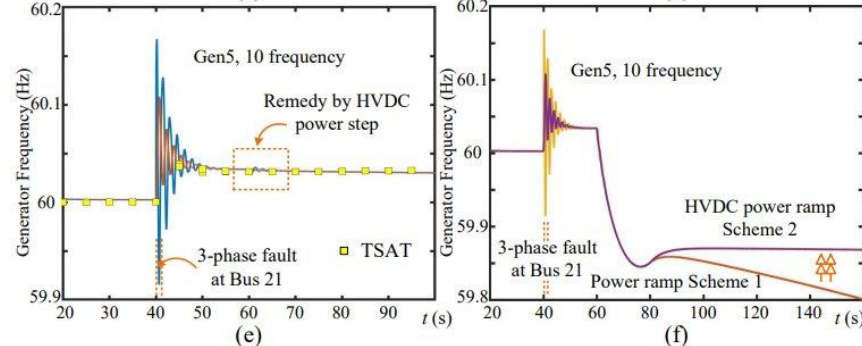 60.2
60.1
60
59.9
Generator Frequency (Hz)
Gen5, 10 frequency
Remedy by HVDC
power step
3-phase fault
at Bus 21
TSAT
20 30 40 50 60 70 80 90 t (s)
(e)
60.2
60.1
60
59.9
59.8
Generator Frequency (Hz)
Gen5, 10 frequency
HVDC power ramp
Scheme 2
3-phase fault
at Bus 21
Power ramp Scheme 1
20 40 60 80 100 120 140 t (s)
(f)